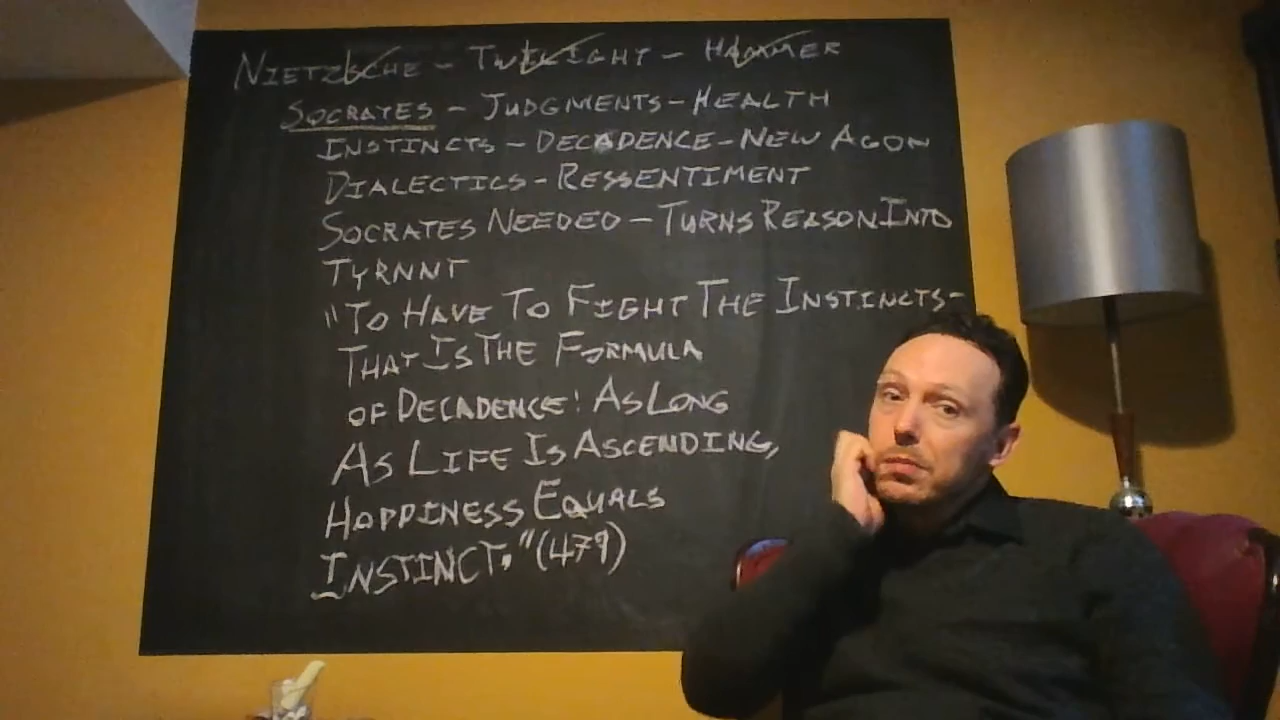 NIETZSCHE - TWILIGHT - HAMMER
SOCRATES - JUDGMENTS - HEALTH
INSTINCTS - DECADENCE - NEW AGON
DIALECTICS - RESSENTIMENT
SOCRATES NEEDED - TURNS REASON INTO
TYRNNT
"TO HAVE TO FIGHT THE INSTINCTS-
THAT IS THE FORMULA
OF DECADENCE: AS LONG
AS LIFE IS ASCENDING,
HAPPINESS EQUALS
INSTINCT." (479)